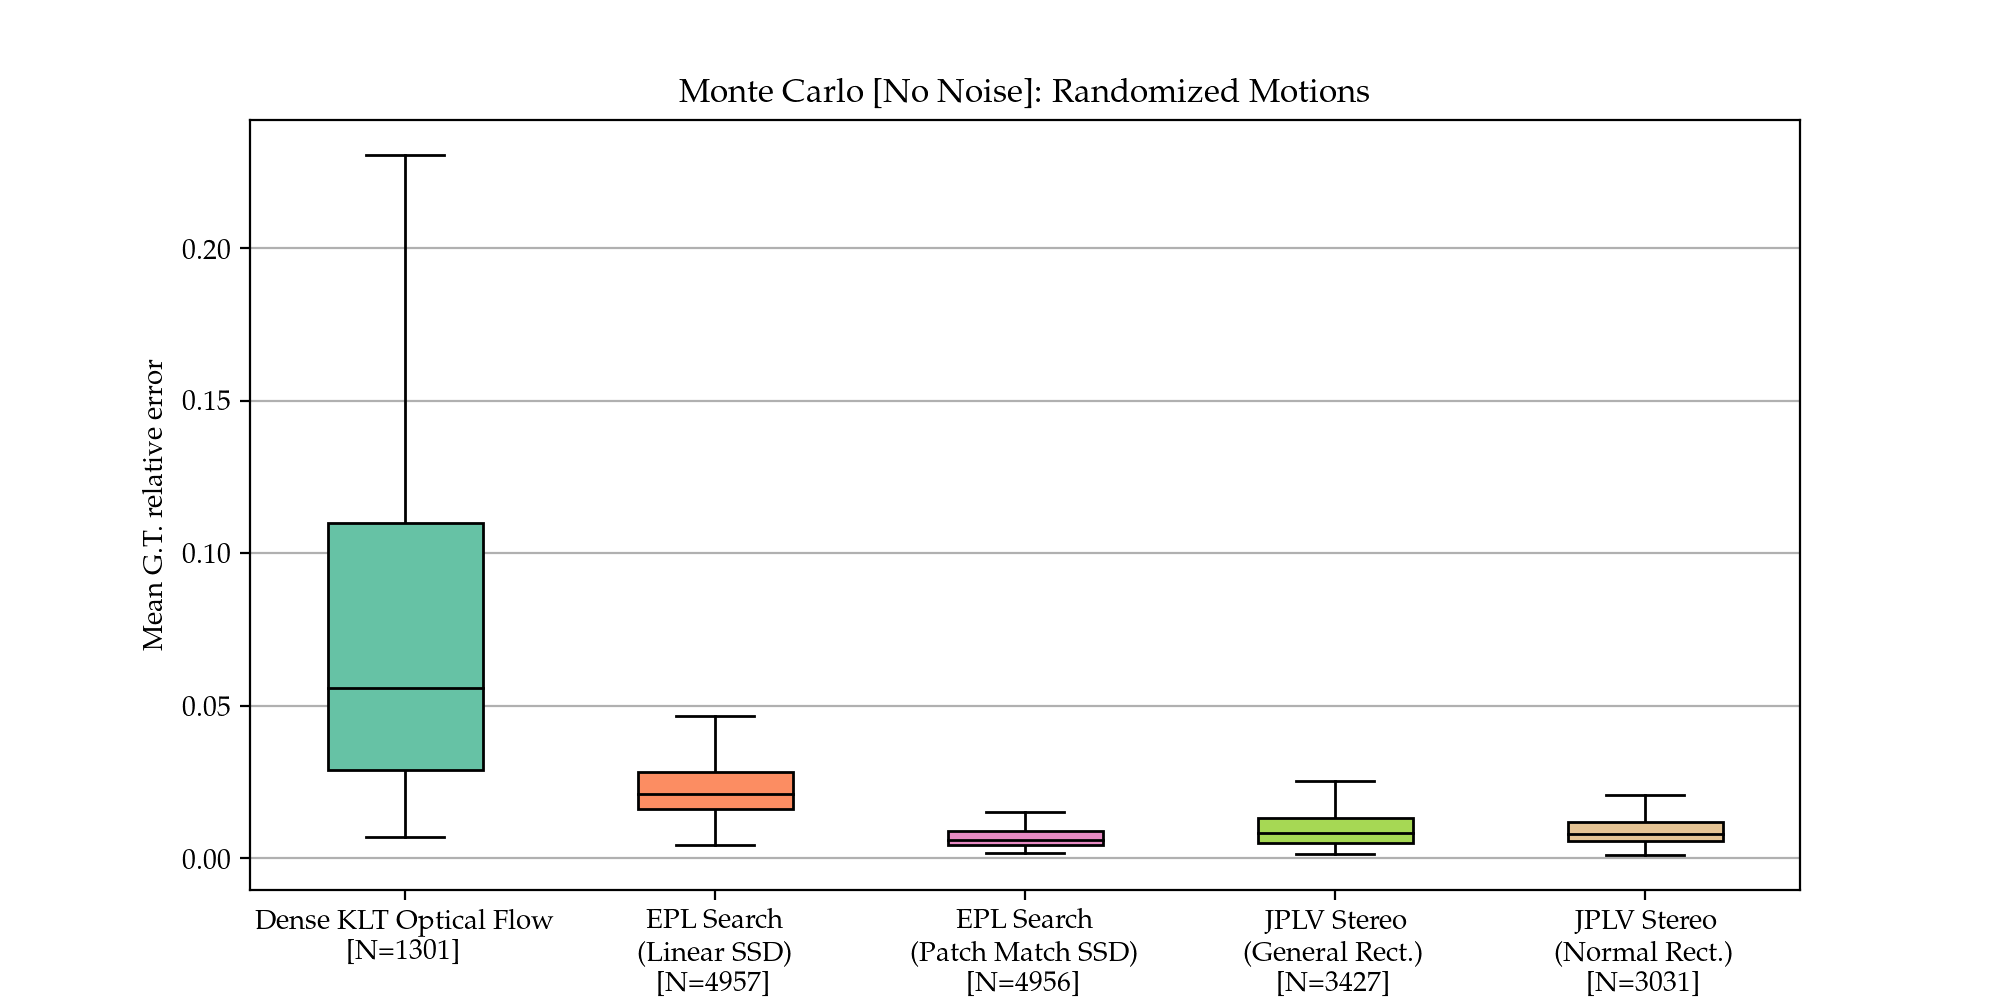 Monte Carlo [No Noise]: Randomized Motions
Mean G.T. relative error
0.20
0.15
0.10
0.05
0.00
Dense KLT Optical Flow
[N=1301]
EPL Search
(Linear SSD)
[N=4957]
EPL Search
(Patch Match SSD)
[N=4956]
JPLV Stereo
(General Rect.)
[N=3427]
JPLV Stereo
(Normal Rect.)
[N=3031]